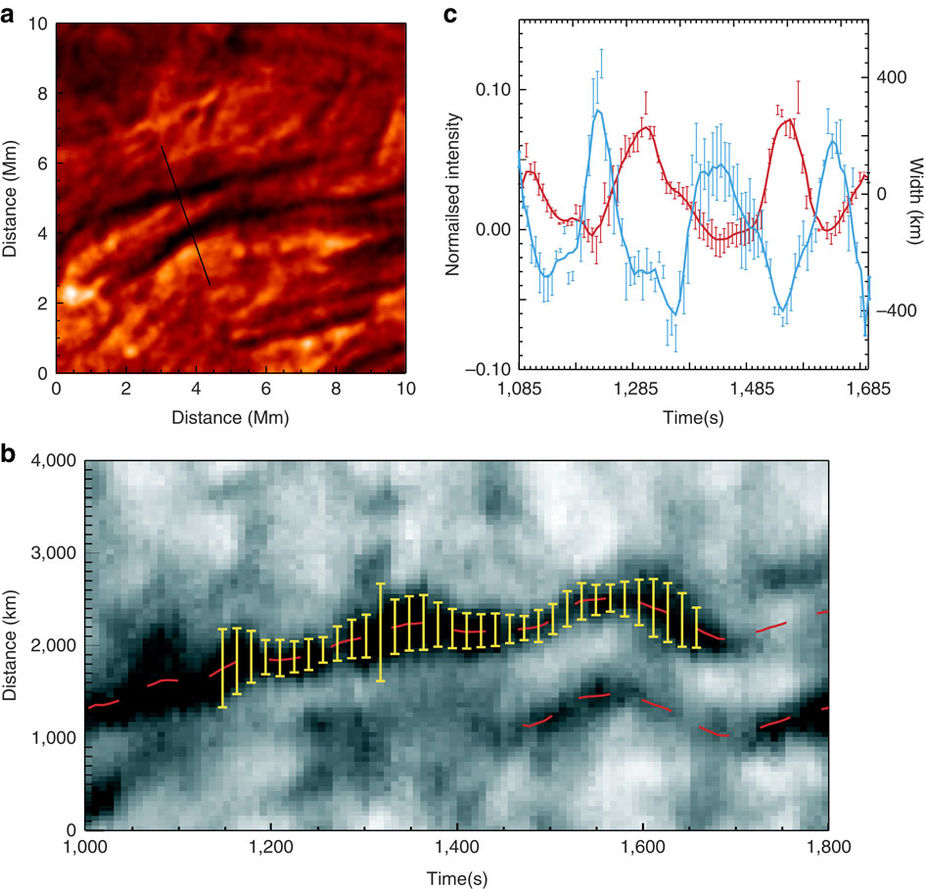 a
10
8
6
4
2
0
Distance (Mm)
0 2 4 6 8 10
Distance (Mm)
c
0.10
0.00
–0.10
Normailsed intensity
400
0
–400
Width (km)
1,085 1,285 1,485 1,685
Time(s)
b
4,000
3,000
2,000
1,000
0
Distance (km)
1,000 1,200 1,400 1,600 1,800
Time(s)